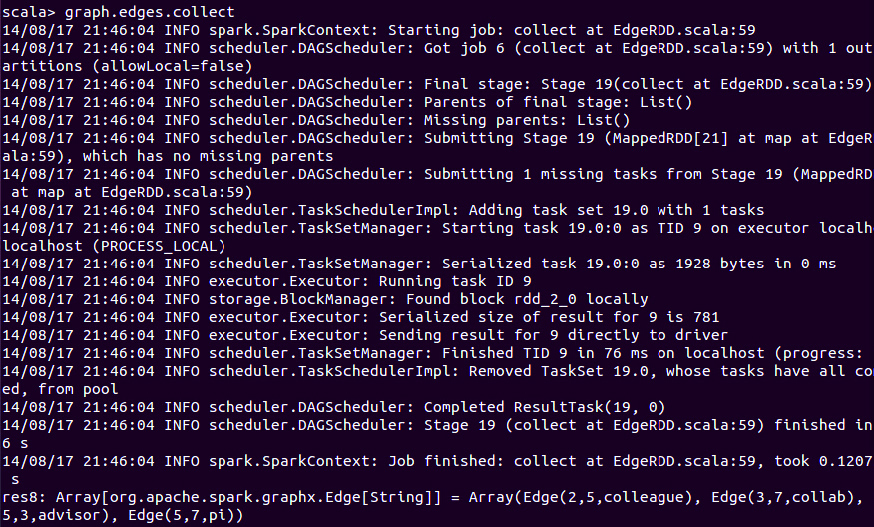 scala> graph.edges.collect
14/08/17 21:46:04 INFO spark.SparkContext: Starting job: collect at EdgeRDD.scala:59
14/08/17 21:46:04 INFO scheduler.DAGScheduler: Got job 6 (collect at EdgeRDD.scala:59) with 1 out
artitions (allowLocal=false)
14/08/17 21:46:04 INFO scheduler.DAGScheduler: Final stage: Stage 19(collect at EdgeRDD.scala:59)
14/08/17 21:46:04 INFO scheduler.DAGScheduler: Parents of final stage: List()
14/08/17 21:46:04 INFO scheduler.DAGScheduler: Missing parents: List()
14/08/17 21:46:04 INFO scheduler.DAGScheduler: Submitting Stage 19 (MappedRDD[21] at map at EdgeR
ala:59), which has no missing parents
14/08/17 21:46:04 INFO scheduler.DAGScheduler: Submitting 1 missing tasks from Stage 19 (MappedRD
at map at EdgeRDD.scala:59)
14/08/17 21:46:04 INFO scheduler.TaskSchedulerImpl: Adding task set 19.0 with 1 tasks
14/08/17 21:46:04 INFO scheduler.TaskSetManager: Starting task 19.0:0 as TID 9 on executor localh
localhost (PROCESS_LOCAL)
14/08/17 21:46:04 INFO scheduler.TaskSetManager: Serialized task 19.0:0 as 1928 bytes in 0 ms
14/08/17 21:46:04 INFO executor.Executor: Running task ID 9
14/08/17 21:46:04 INFO storage.BlockManager: Found block rdd_2_0 locally
14/08/17 21:46:04 INFO executor.Executor: Serialized size of result for 9 is 781
14/08/17 21:46:04 INFO executor.Executor: Sending result for 9 directly to driver
14/08/17 21:46:04 INFO scheduler.TaskSetManager: Finished TID 9 in 76 ms on localhost (progress:
14/08/17 21:46:04 INFO scheduler.TaskSchedulerImpl: Removed TaskSet 19.0, whose tasks have all co
ed, from pool
14/08/17 21:46:04 INFO scheduler.DAGScheduler: Completed ResultTask(19, 0)
14/08/17 21:46:04 INFO scheduler.DAGScheduler: Stage 19 (collect at EdgeRDD.scala:59) finished in
6 s
14/08/17 21:46:04 INFO spark.SparkContext: Job finished: collect at EdgeRDD.scala:59, took 0.1207
s
res8: Array[org.apache.spark.graphx.Edge[String]] = Array(Edge(2,5,colleague), Edge(3,7,collab),
5,3,advisor), Edge(5,7,pi))